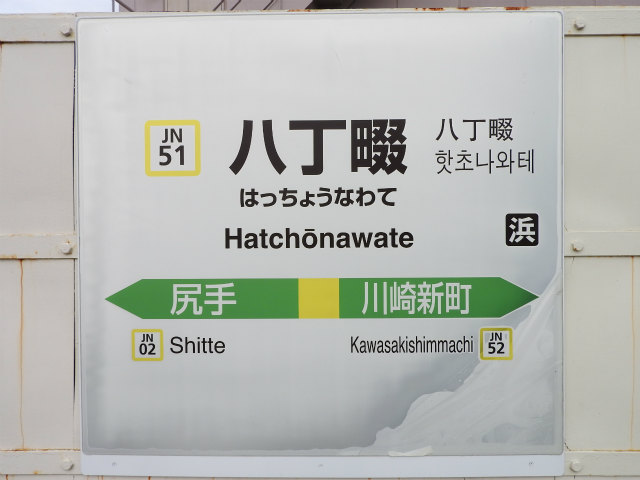 JN
51
八丁畷
はっちょうなわて
Hatchōnawate
八丁畷
핫초나와테
浜
尻手
川崎新町
JN
02
Shitte
Kawasakishimmachi
JN
52